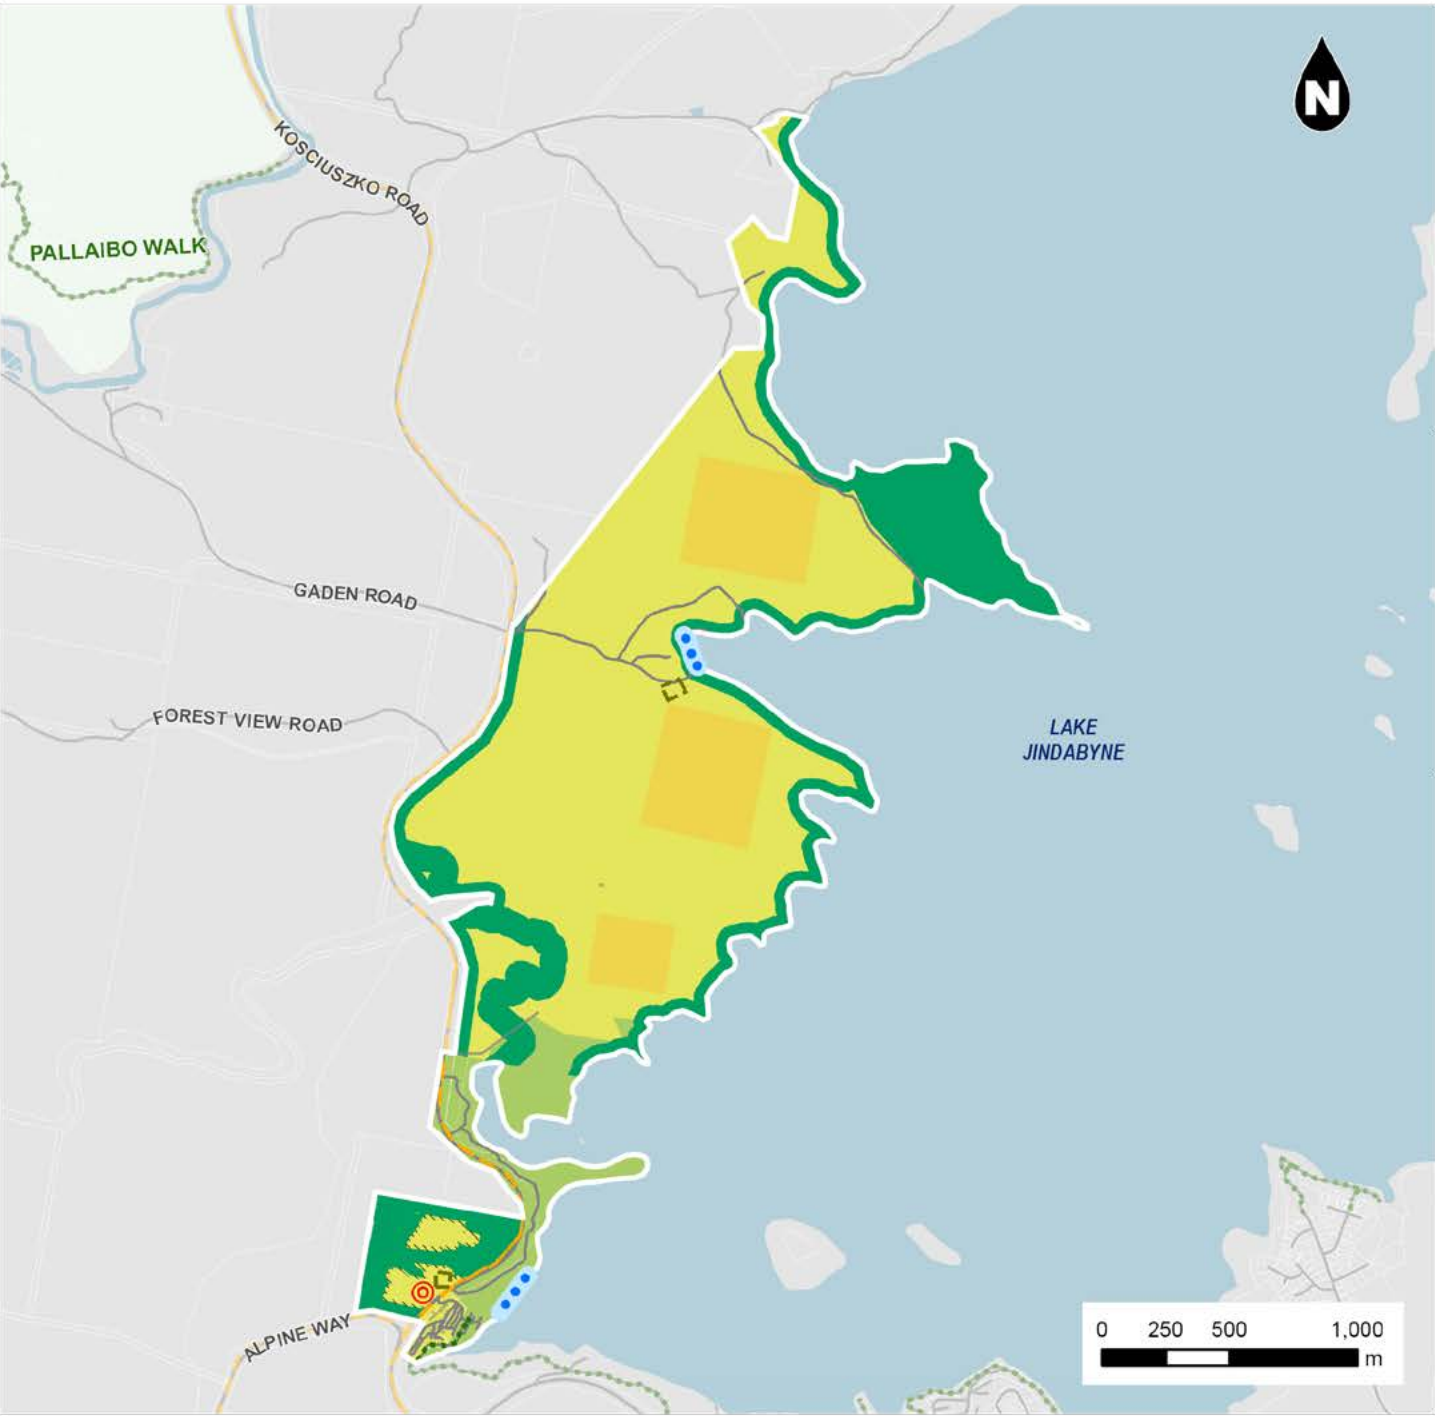 N
KOSCIUSZKO ROAD
PALLAIBO WALK
GADEN ROAD
FOREST VIEW ROAD
LAKE
JINDABYNE
ALPINE WAY
0 250 500 1,000
m